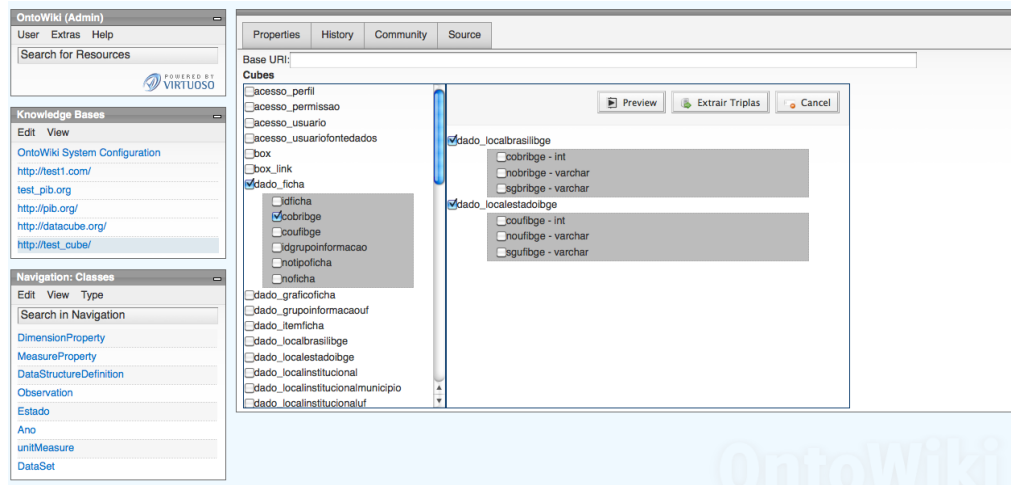 OntoWiki (Admin)
User Extras Help
Search for Resources
POWERED BY
VIRTUOSO
Knowledge Bases
Edit View
OntoWiki System Configuration
http://test1.com/
test_pib.org
http://pib.org/
http://datacube.org/
http://test_cube/
Navigation: Classes
Edit View Type
Search in Navigation
DimensionProperty
MeasureProperty
DataStructureDefinition
Observation
Estado
Ano
unitMeasure
DataSet
Properties History Community Source
Base URI:
Cubes
acesso_perfil
acesso_permissao
acesso_usuario
acesso_usuariofontedados
box
box_link
dado_ficha
idficha
cobribge
coufibge
idgrupoinformacao
notipoficha
noficha
dado_graficoficha
dado_grupoinformacaouf
dado_itemficha
dado_localbrasilibge
dado_localestadoibge
dado_localinstitucional
dado_localinstitucionalmunicipio
dado_localinstitucionaluf
Preview Extrair Triplas Cancel
dado_localbrasilibge
cobribge - int
nobribge - varchar
sgbribge - varchar
dado_localestadoibge
coufibge - int
noufibge - varchar
sgufibge - varchar
OntoWiki